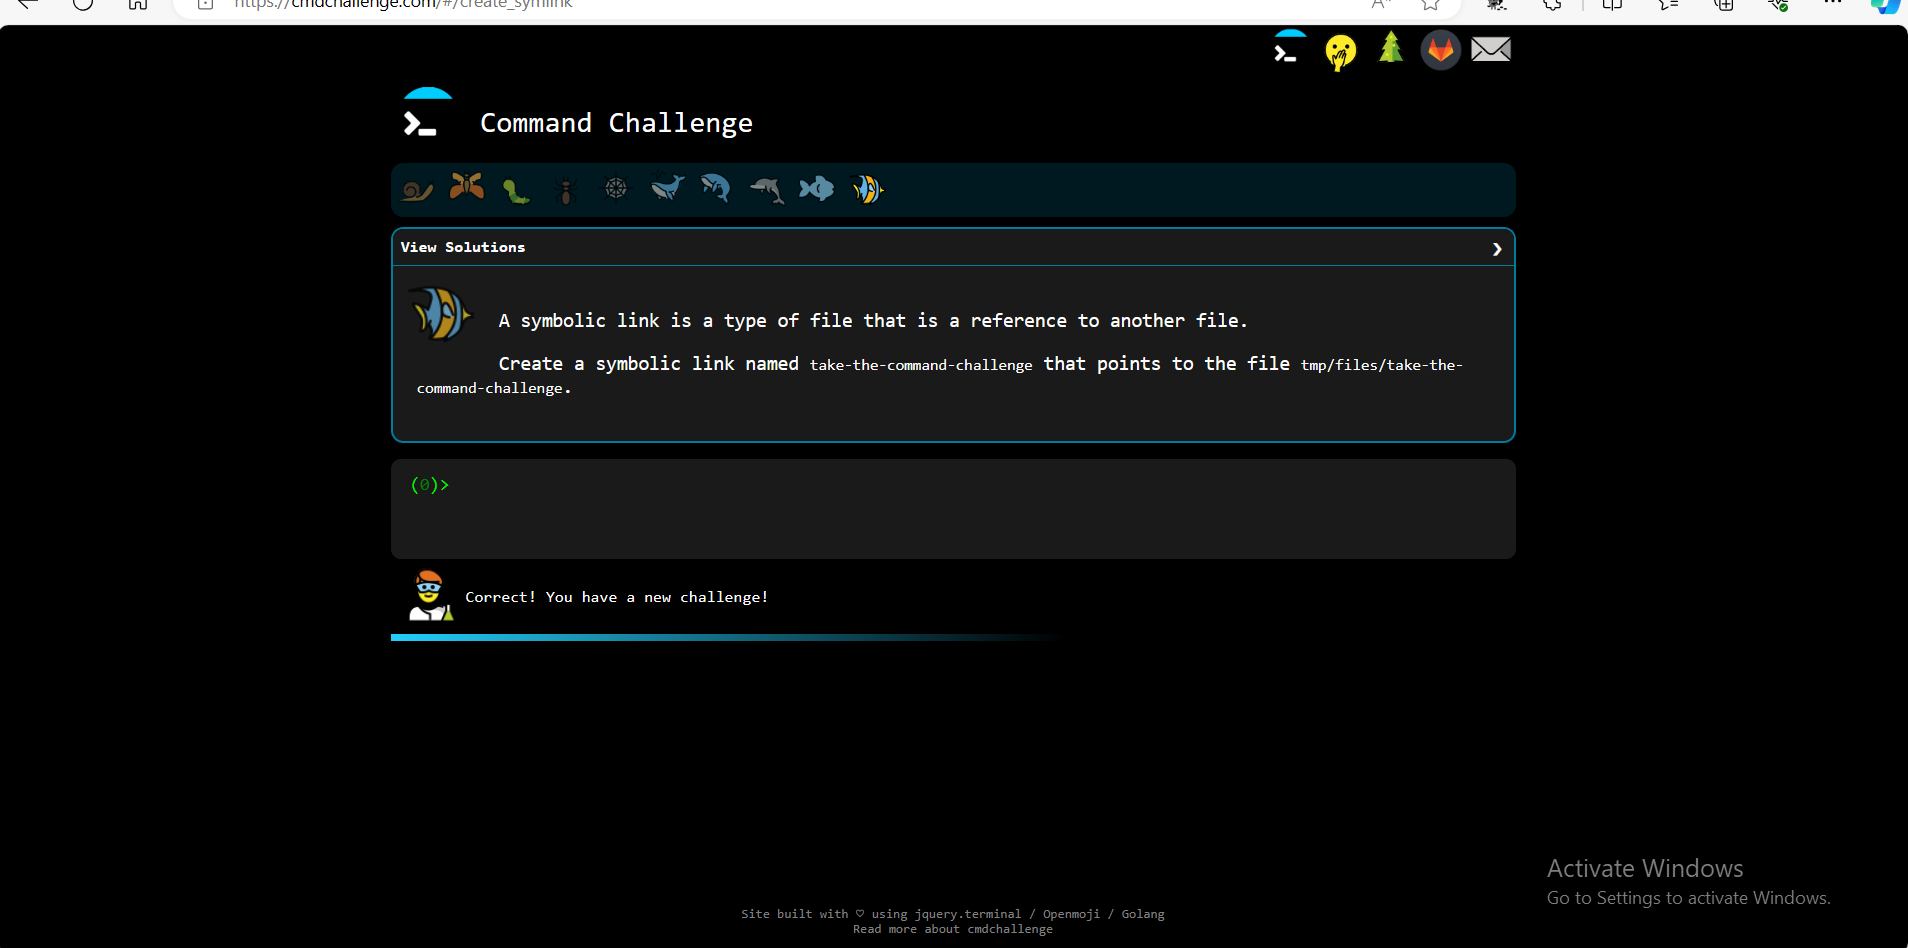 https://cmdchallenge.com/#/create_symlink
Command Challenge
View Solutions
A symbolic link is a type of file that is a reference to another file.
Create a symbolic link named take-the-command-challenge that points to the file tmp/files/take-the-
command-challenge.
(0)>
Correct! You have a new challenge!
Activate Windows
Go to Settings to activate Windows.
Site built with ♡ using jquery.terminal / Openmoji / Golang
Read more about cmdchallenge